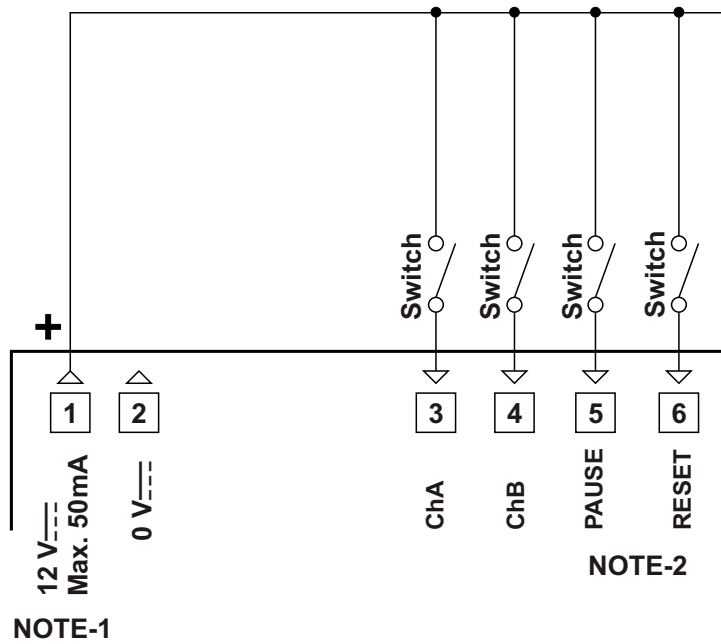 Switch
Switch
Switch
Switch
+
1
2
3
4
5
6
12 V
Max. 50mA
0 V
ChA
ChB
PAUSE
RESET
NOTE-2
NOTE-1